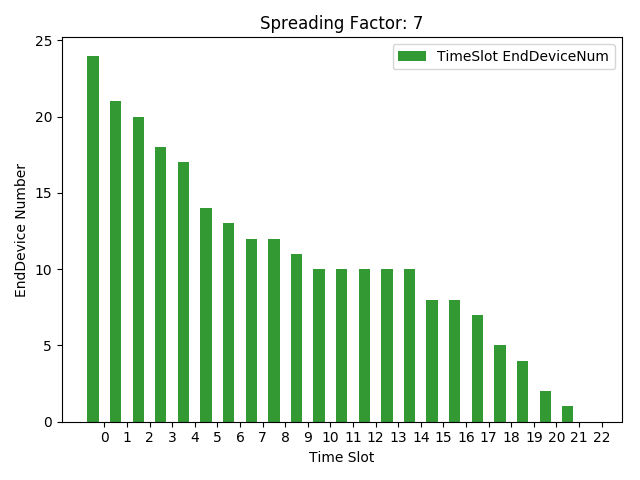 Spreading Factor: 7
TimeSlot EndDeviceNum
EndDevice Number
25
20
15
10
5
0
0 1 2 3 4 5 6 7 8 9 10 11 12 13 14 15 16 17 18 19 20 21 22
Time Slot